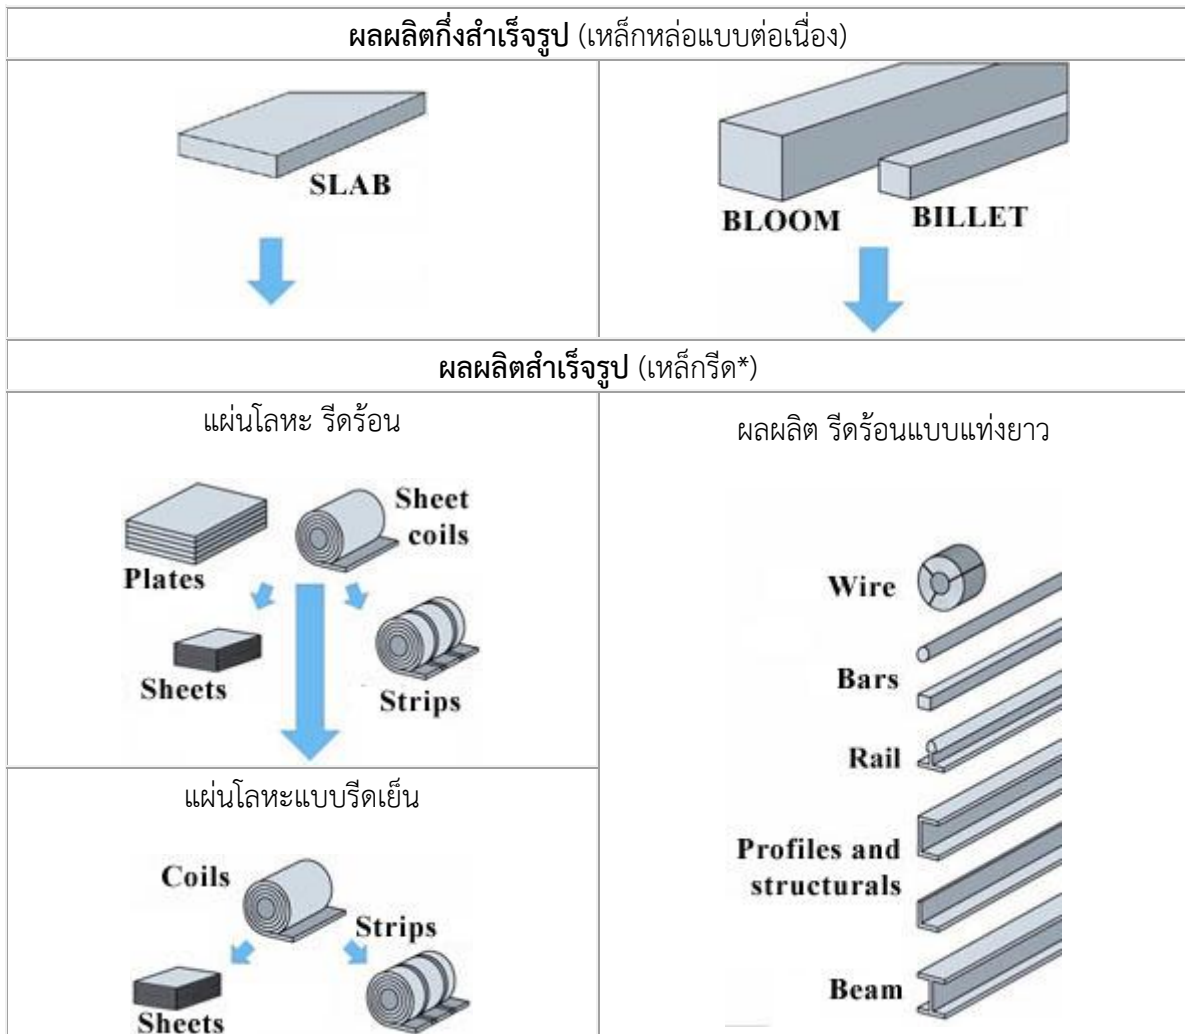 ผลผลิตกึ่งสำเร็จรูป (เหล็กหล่อแบบต่อเนื่อง)
SLAB
BLOOM
BILLET
ผลผลิตสำเร็จรูป (เหล็กรีด*)
แผ่นโลหะ รีดร้อน
Plates
Sheet
coils
Sheets
Strips
แผ่นโลหะแบบรีดเย็น
Coils
Strips
Sheets
ผลผลิต รีดร้อนแบบแท่งยาว
Wire
Bars
Rail
Profiles and
structurals
Beam